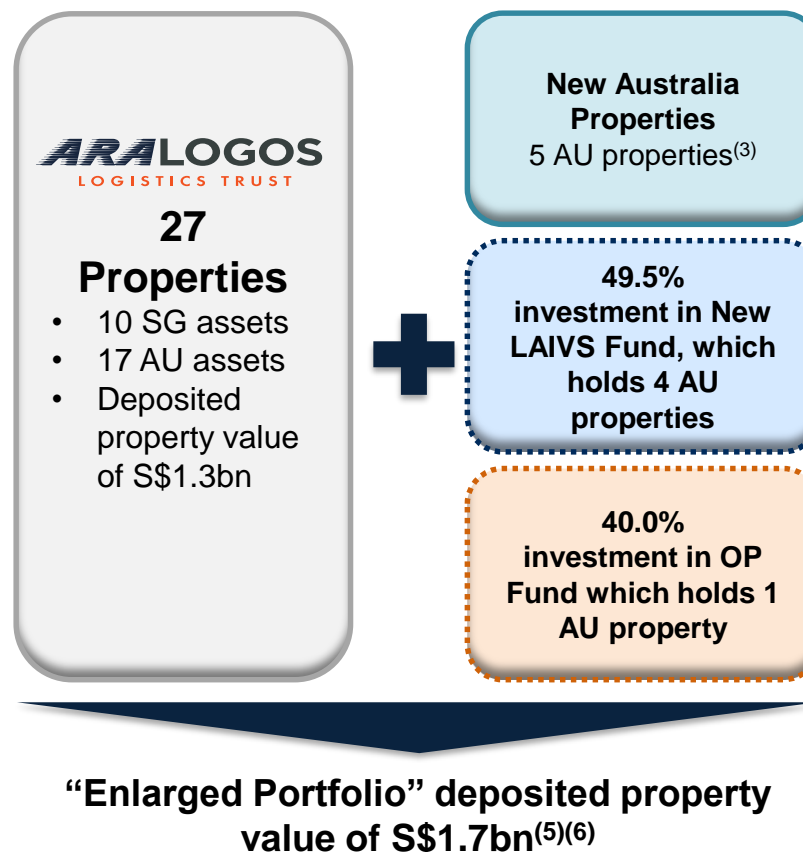 ARALOGOS
LOGISTICS TRUST
27
Properties
• 10 SG assets
• 17 AU assets
• Deposited
property value
of S$1.3bn
New Australia
Properties
5 AU properties(3)
49.5%
investment in New
LAIVS Fund, which
holds 4 AU
properties
40.0%
investment in OP
Fund which holds 1
AU property
“Enlarged Portfolio” deposited property
value of S$1.7bn(5)(6)